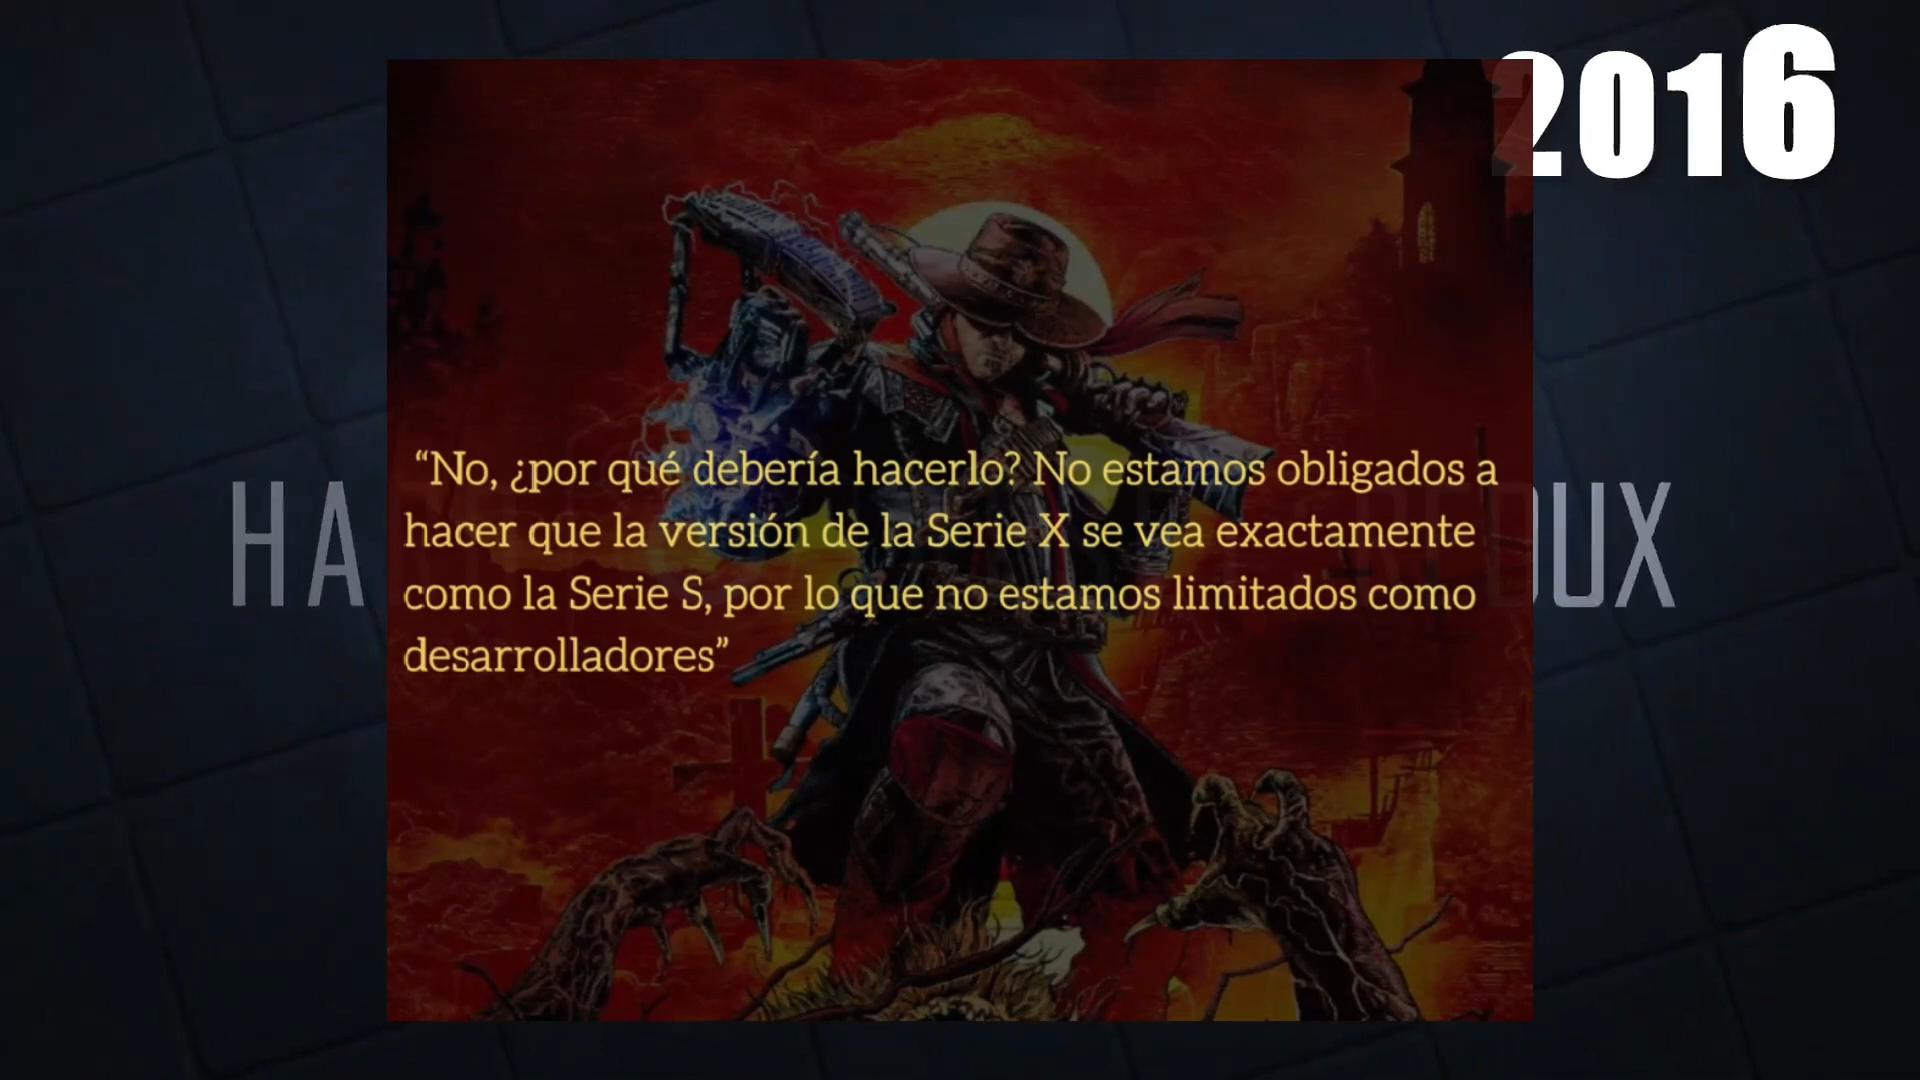 2016
“No, ¿por qué debería hacerlo? No estamos obligados a
hacer que la versión de la Serie X se vea exactamente
como la Serie S, por lo que no estamos limitados como
desarrolladores”